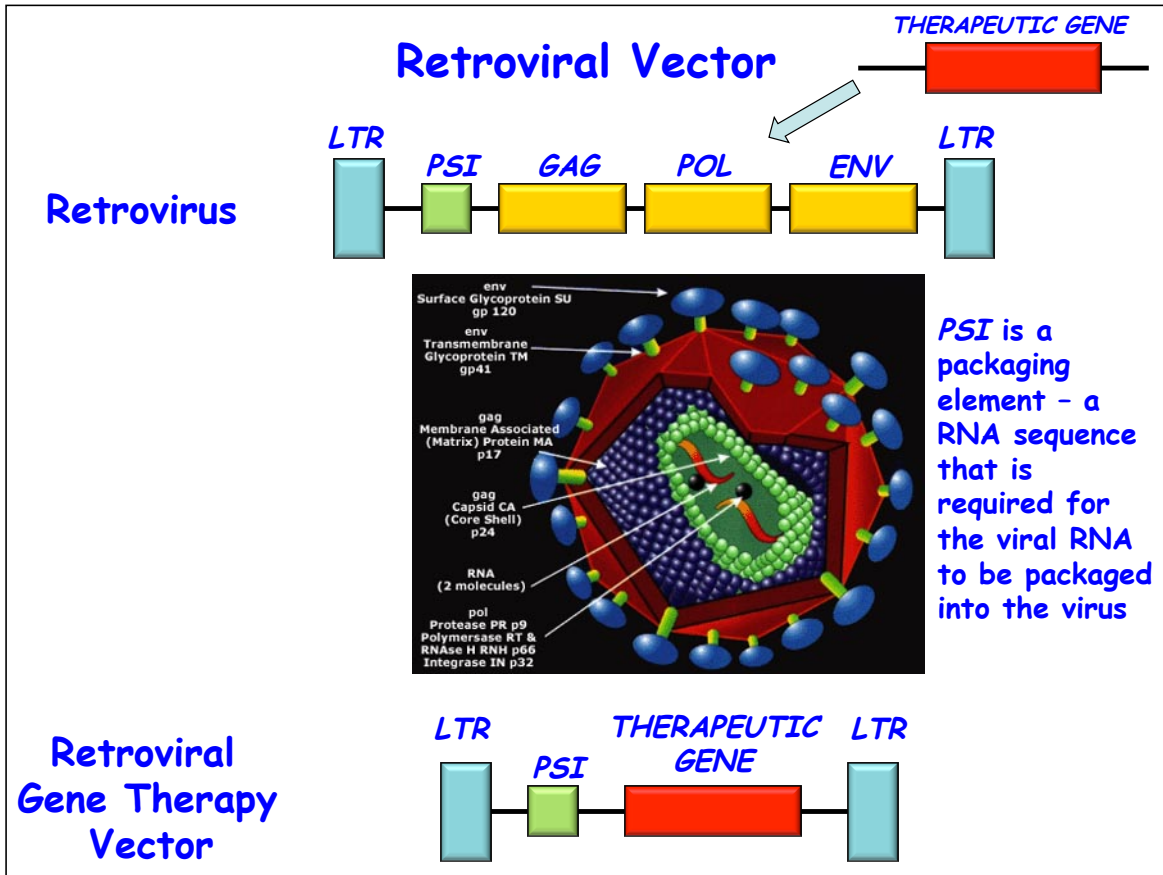 THERAPEUTIC GENE
Retroviral Vector
LTR
LTR
PSI
GAG
POL
ENV
Retrovirus
env
Surface Glycoprotein SU
gp 120
env
Transmembrane
Glycoprotein TM
gp41
gag
Membrane Associated
(Matrix) Protein MA
p17
gag
Capsid CA
(Core Shell)
p24
RNA
(2 molecules)
pol
Protease PR p9
Polymersase RT &
RNAse H RNH p66
Integrase IN p32
PSI is a
packaging
element – a
RNA sequence
that is
required for
the viral RNA
to be packaged
into the virus
Retroviral
Gene Therapy
Vector
LTR
PSI
THERAPEUTIC
GENE
LTR